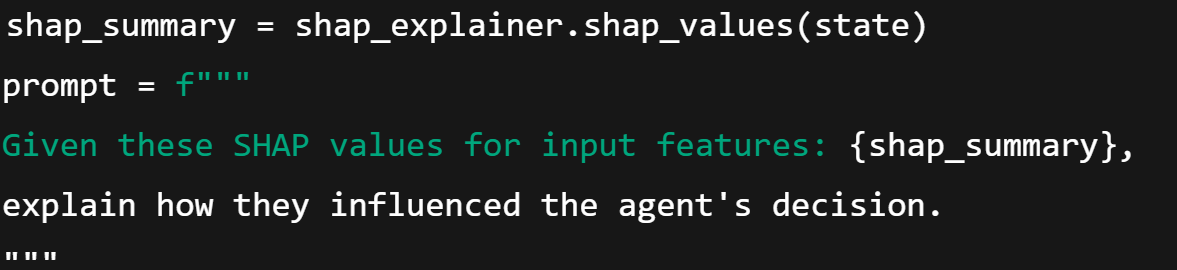 shap_summary = shap_explainer.shap_values(state)
prompt = f"""
Given these SHAP values for input features: {shap_summary},
explain how they influenced the agent's decision.
"""